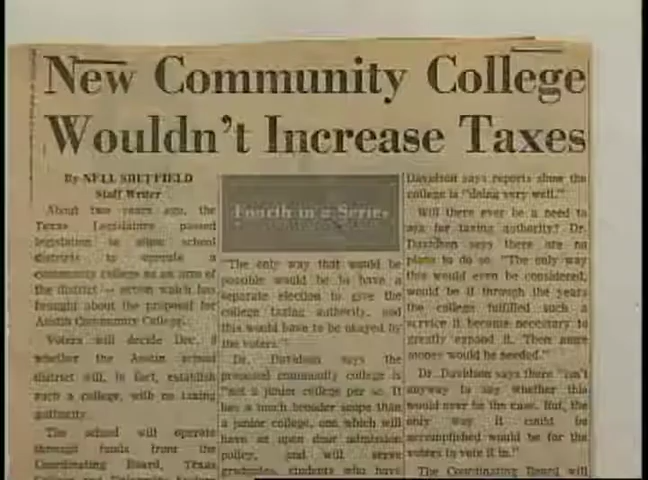 New Community College
Wouldn't Increase Taxes
By NELL SHEFFIELD
Staff Writer
About two years ago, the
Texas Legislature passed
legislation to allow school
districts to operate a
community college as an arm of
the district — action which has
brought about the proposal for
Austin Community College.
Voters will decide Dec.
whether the Austin school
district will, in fact, establish
such a college, with no taxing
authority.
The school will operate
through funds from the
Coordinating Board, Texas
College and University System
Fourth in a Series
"The only way that would be
possible would be to have a
separate election to give the
college taxing authority, and
this would have to be okayed by
the voters."
Dr. Davidson says the
proposed community college is
"not a junior college per se. It
has a much broader scope than
a junior college, one which will
have an open door admission
policy, and will serve
graduates, students who have
Davidson says reports show the
college is "doing very well."
Will there ever be a need to
ask for taxing authority? Dr.
Davidson says there are no
plans to do so. "The only way
this would even be considered,
would be if through the years
the college fulfilled such a
service it became necessary to
greatly expand it. Then some
money would be needed."
Dr. Davidson says there "isn't
anyway to say whether this
would ever be the case. But, the
only way it could be
accomplished would be for the
voters to vote it in."
The Coordinating Board will